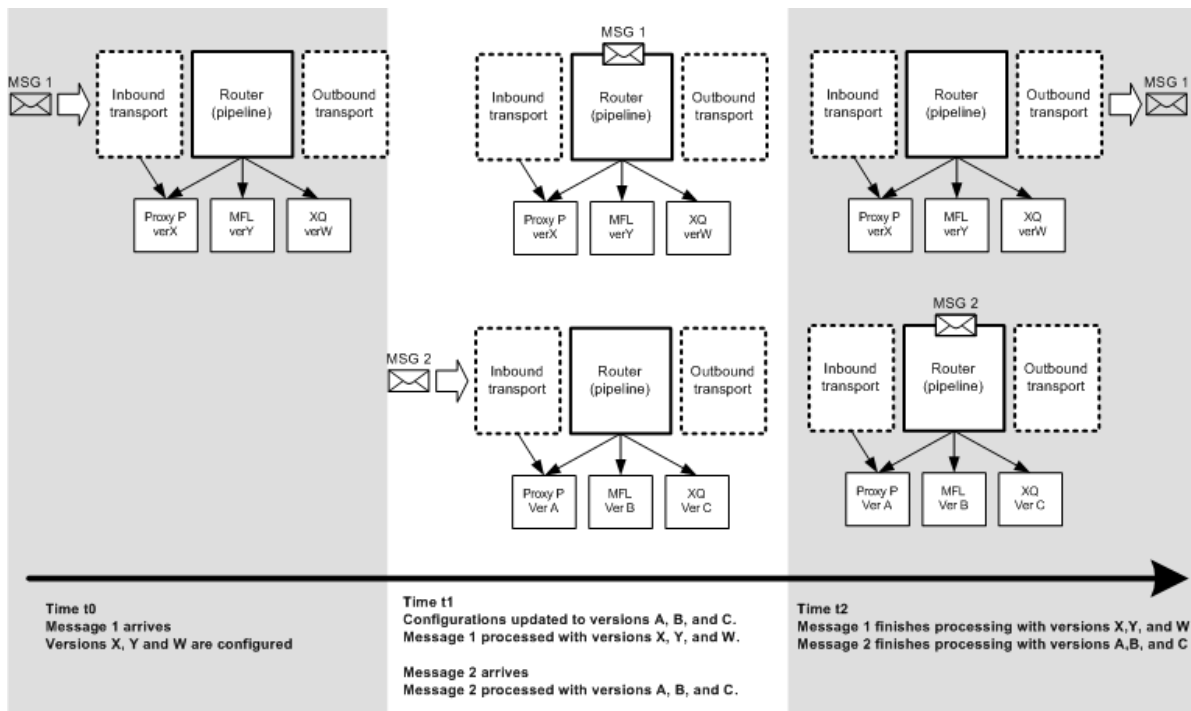 MSG 1
Inbound
transport
Router
(pipeline)
Outbound
transport
Proxy P
verX
MFL
verY
XQ
verW
MSG 1
Inbound
transport
Router
(pipeline)
Outbound
transport
Proxy P
verX
MFL
verY
XQ
verW
MSG 2
Inbound
transport
Router
(pipeline)
Outbound
transport
Proxy P
Ver A
MFL
Ver B
XQ
Ver C
Inbound
transport
Router
(pipeline)
Outbound
transport
MSG 1
Proxy P
verX
MFL
verY
XQ
verW
MSG 2
Inbound
transport
Router
(pipeline)
Outbound
transport
Proxy P
Ver A
MFL
Ver B
XQ
Ver C
Time t0
Message 1 arrives
Versions X, Y and W are configured
Time t1
Configurations updated to versions A, B, and C.
Message 1 processed with versions X, Y, and W.
Message 2 arrives
Message 2 processed with versions A, B, and C.
Time t2
Message 1 finishes processing with versions X,Y, and W
Message 2 finishes processing with versions A,B, and C